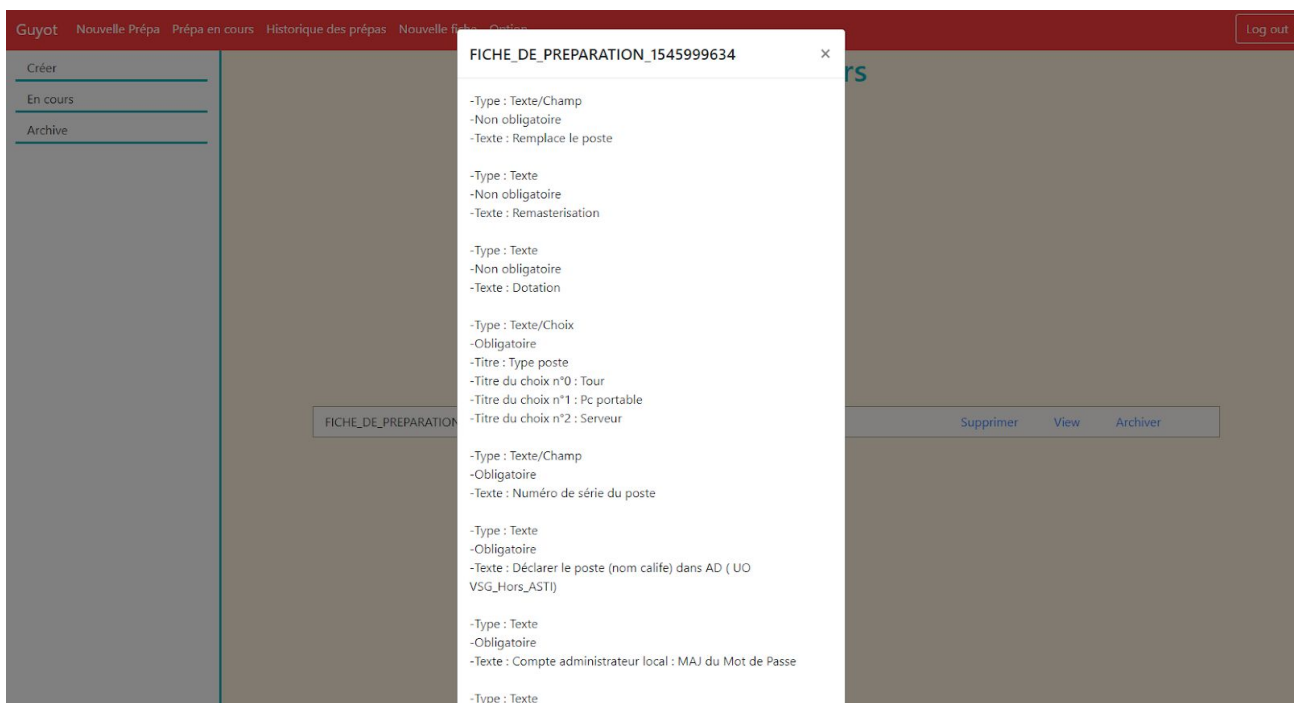 Guyot Nouvelle Prépa Prépa en cours Historique des prépas Nouvelle fiche Option Log out
FICHE_DE_PREPARATION_1545999634 ×
rs
Créer
En cours
Archive
-Type : Texte/Champ
-Non obligatoire
-Texte : Remplace le poste
-Type : Texte
-Non obligatoire
-Texte : Remasterisation
-Type : Texte
-Non obligatoire
-Texte : Dotation
-Type : Texte/Choix
-Obligatoire
-Titre : Type poste
-Titre du choix n°0 : Tour
-Titre du choix n°1 : Pc portable
-Titre du choix n°2 : Serveur
FICHE_DE_PREPARATION Supprimer View Archiver
-Type : Texte/Champ
-Obligatoire
-Texte : Numéro de série du poste
-Type : Texte
-Obligatoire
-Texte : Déclarer le poste (nom calife) dans AD ( UO
VSG_Hors_ASTI)
-Type : Texte
-Obligatoire
-Texte : Compte administrateur local : MAJ du Mot de Passe
-Type : Texte